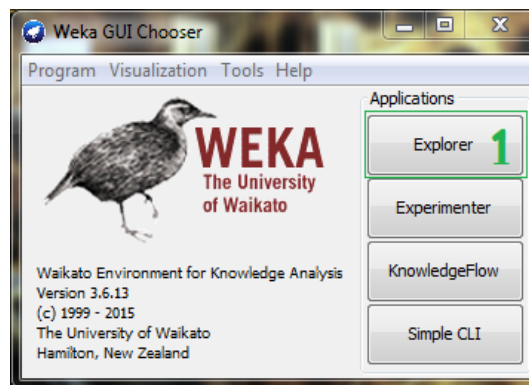 Weka GUI Chooser
Program Visualization Tools Help
Applications
WEKA
The University
of Waikato
Explorer 1
Experimenter
KnowledgeFlow
Simple CLI
Waikato Environment for Knowledge Analysis
Version 3.6.13
(c) 1999 - 2015
The University of Waikato
Hamilton, New Zealand